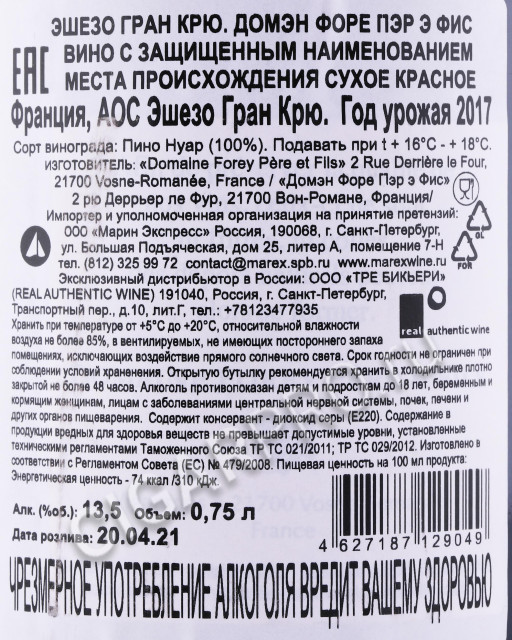 ЭШЕЗО ГРАН КРЮ. ДОМЭН ФОРЕ ПЭР Э ФИС
EAC ВИНО С ЗАЩИЩЕННЫМ НАИМЕНОВАНИЕМ
МЕСТА ПРОИСХОЖДЕНИЯ СУХОЕ КРАСНОЕ
Франция, АОС Эшезо Гран Крю. Год урожая 2017
Сорт винограда: Пино Нуар (100%). Подавать при t + 16°C - + 18°C.
ИЗГОТОВИТЕЛЬ: «Domaine Forey Père et Fils» 2 Rue Derrière le Four,
21700 Vosne-Romanée, France / «Домэн Форе Пэр э Фис»
2 рю Деррьер ле Фур, 21700 Вон-Романе, Франция/
Импортер и уполномоченная организация на принятие претензий:
ООО «Марин Экспресс» Россия, 190068, г. Санкт-Петербург,
ул. Большая Подъяческая, дом 25, литер А, помещение 7-Н
тел. (812) 325 99 72 contact@marex.spb.ru www.marexwine.ru
GL
FOR
Эксклюзивный дистрибьютор в России: ООО «ТРЕ БИКЬЕРИ»
(REAL AUTHENTIC WINE) 191040, Россия, г. Санкт-Петербург,
Транспортный пер., д.10, лит.Г, тел.: +78123477935
real authentic wine
Хранить при температуре от +5°C до +20°C, относительной влажности
воздуха не более 85%, в вентилируемых, не имеющих постороннего запаха
помещениях, исключающих воздействие прямого солнечного света. Срок годности не ограничен при
соблюдении условий хранения. Открытую бутылку рекомендуется хранить в холодильнике плотно
закрытой не более 48 часов. Алкоголь противопоказан детям и подросткам до 18 лет, беременным и
кормящим женщинам, лицам с заболеваниями центральной нервной системы, почек, печени и
других органов пищеварения. Содержит консервант - диоксид серы (E220). Содержание в
продукции вредных для здоровья веществ не превышает допустимые уровни, установленные
техническими регламентами Таможенного Союза ТР ТС 021/2011; ТР ТС 029/2012. Изготовлено в
соответствии с Регламентом Совета (ЕС) № 479/2008. Пищевая ценность на 100 мл продукта:
Энергетическая ценность - 74 ккал /310 кДж.
Алк. (%об.): 13,5 Объем: 0,75 л
Дата розлива: 20.04.21
4 627187 129049
ЧРЕЗМЕРНОЕ УПОТРЕБЛЕНИЕ АЛКОГОЛЯ ВРЕДИТ ВАШЕМУ ЗДОРОВЬЮ